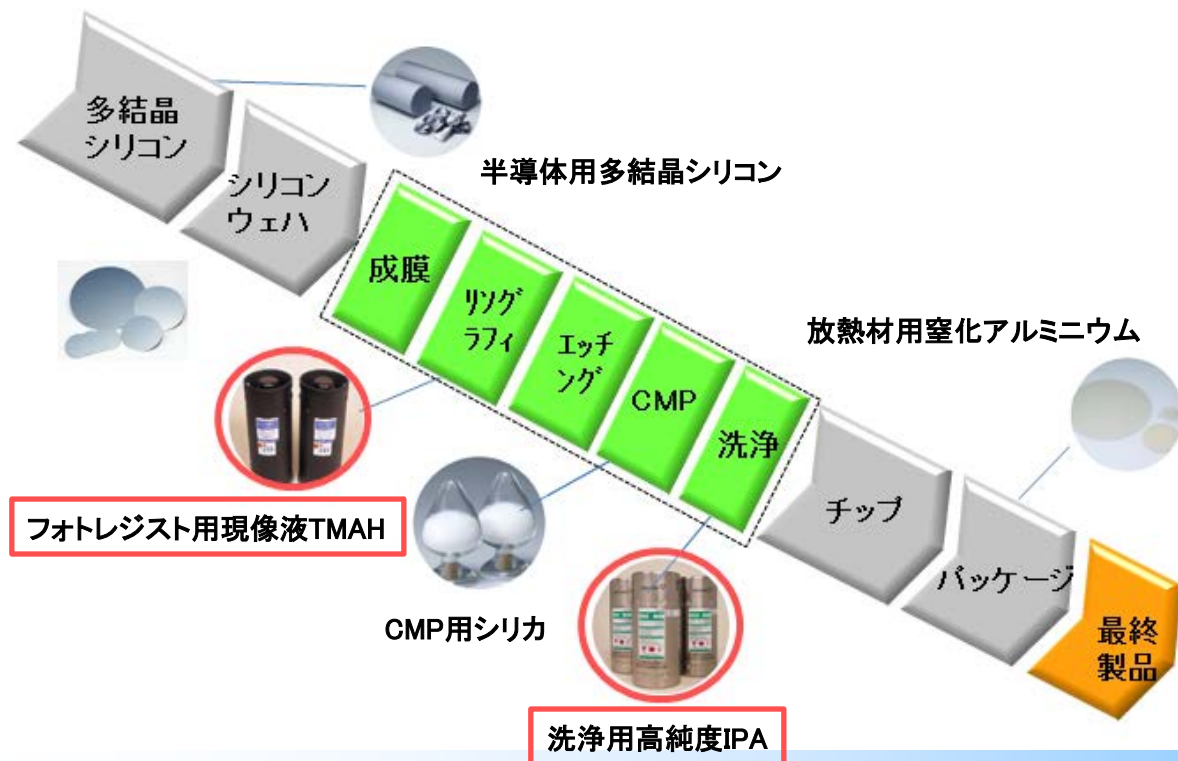 多結晶
シリコン
シリコン
ウェハ
半導体用多結晶シリコン
成膜
リソグ
ラフィ
エッチ
ング
CMP
洗浄
放熱材用窒化アルミニウム
チップ
パッケージ
最終
製品
フォトレジスト用現像液TMAH
CMP用シリカ
洗浄用高純度IPA